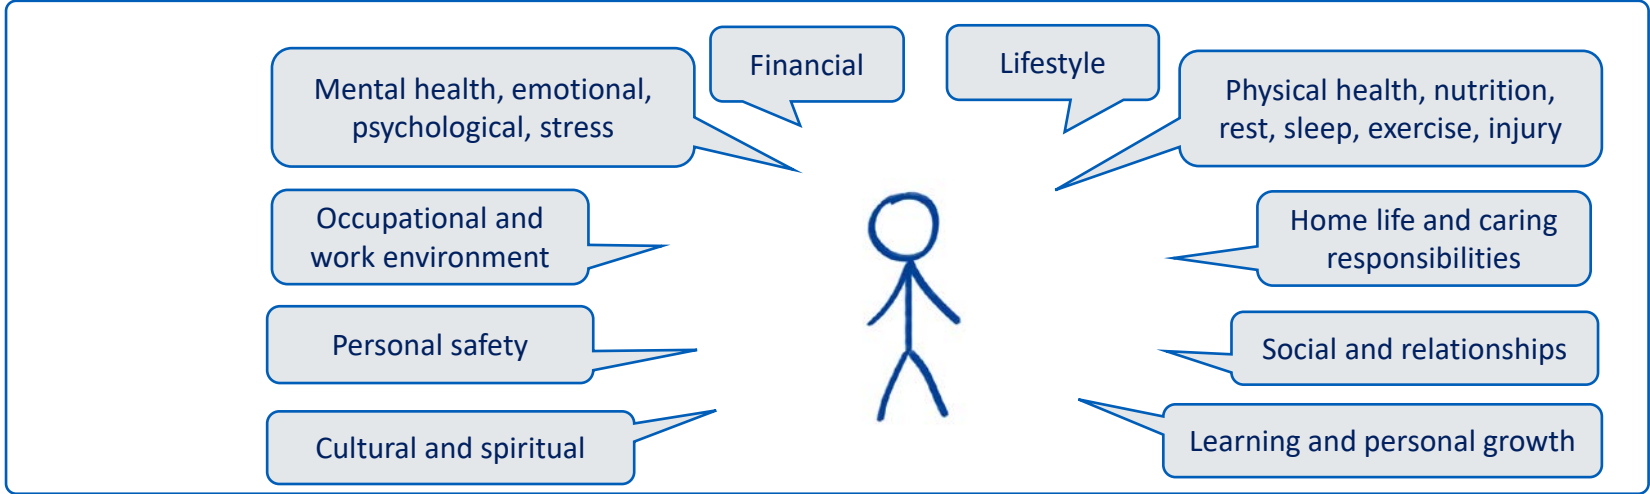 Financial
Lifestyle
Mental health, emotional,
psychological, stress
Physical health, nutrition,
rest, sleep, exercise, injury
Occupational and
work environment
Home life and caring
responsibilities
Personal safety
Social and relationships
Cultural and spiritual
Learning and personal growth